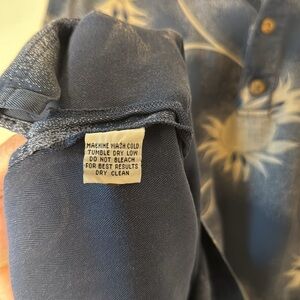 MACHINE WASH COLD
TUMBLE DRY LOW
DO NOT BLEACH
FOR BEST RESULTS
DRY CLEAN